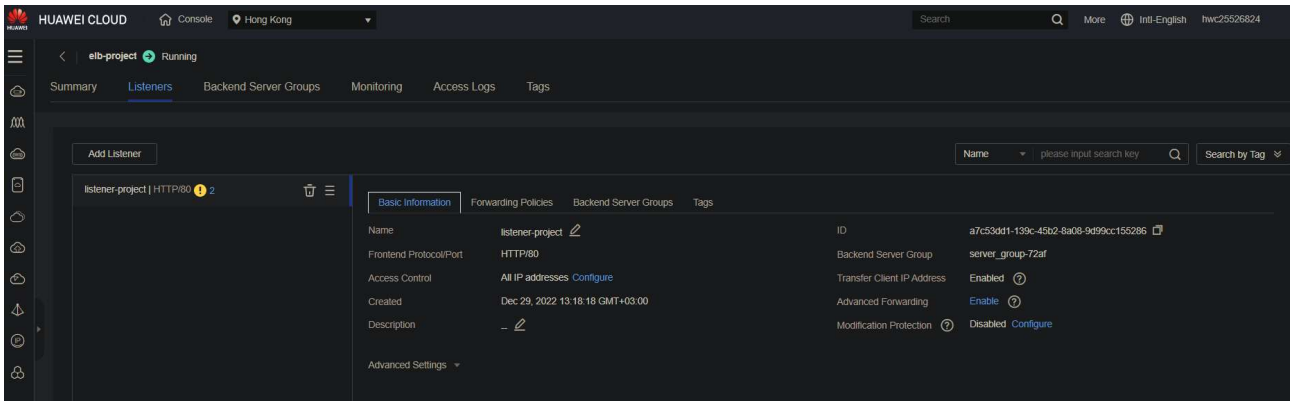 HUAWEI HUAWEI CLOUD Console Hong Kong Search More Intl-English hwc25526824
elb-project Running
Summary Listeners Backend Server Groups Monitoring Access Logs Tags
Add Listener Name please input search key Search by Tag
listener-project | HTTP/80 2
Basic Information Forwarding Policies Backend Server Groups Tags
Name listener-project ID a7c53dd1-139c-45b2-8a08-9d99cc155286
Frontend Protocol/Port HTTP/80 Backend Server Group server_group-72af
Access Control All IP addresses Configure Transfer Client IP Address Enabled
Created Dec 29, 2022 13:18:18 GMT+03:00 Advanced Forwarding Enable
Description _ Modification Protection Disabled Configure
Advanced Settings